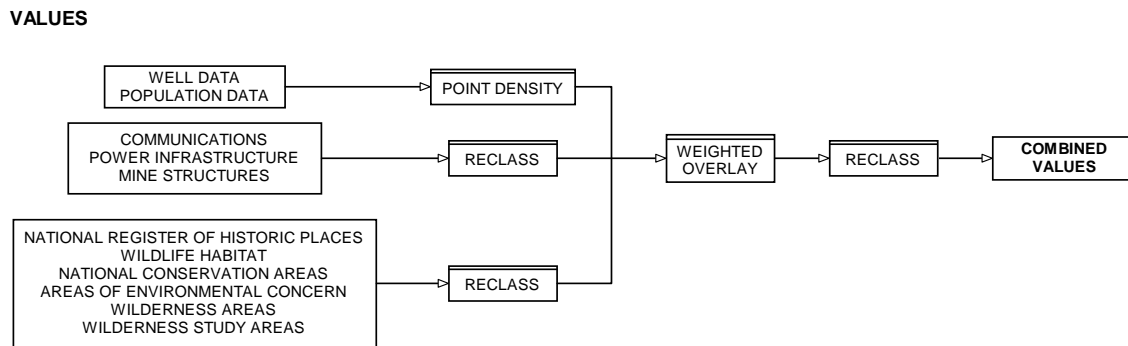 VALUES
WELL DATA
POPULATION DATA
POINT DENSITY
COMMUNICATIONS
POWER INFRASTRUCTURE
MINE STRUCTURES
RECLASS
WEIGHTED
OVERLAY
RECLASS
COMBINED
VALUES
NATIONAL REGISTER OF HISTORIC PLACES
WILDLIFE HABITAT
NATIONAL CONSERVATION AREAS
AREAS OF ENVIRONMENTAL CONCERN
WILDERNESS AREAS
WILDERNESS STUDY AREAS
RECLASS